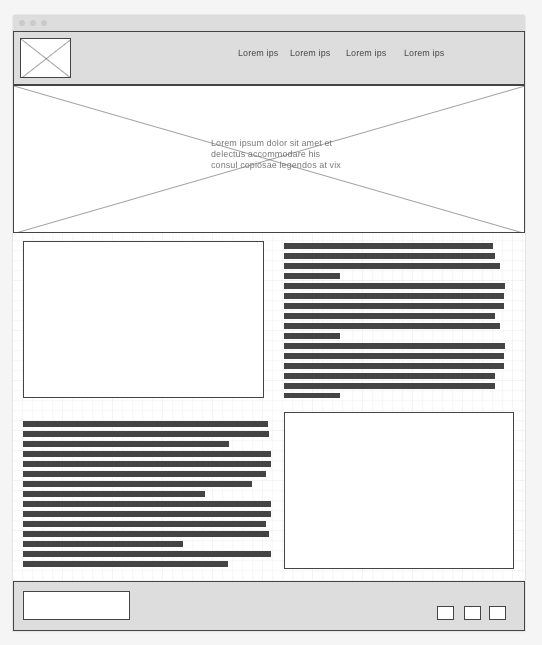 Lorem ips Lorem ips Lorem ips Lorem ips
Lorem ipsum dolor sit amet et
delectus accommodare his
consul copiosae legendos at vix